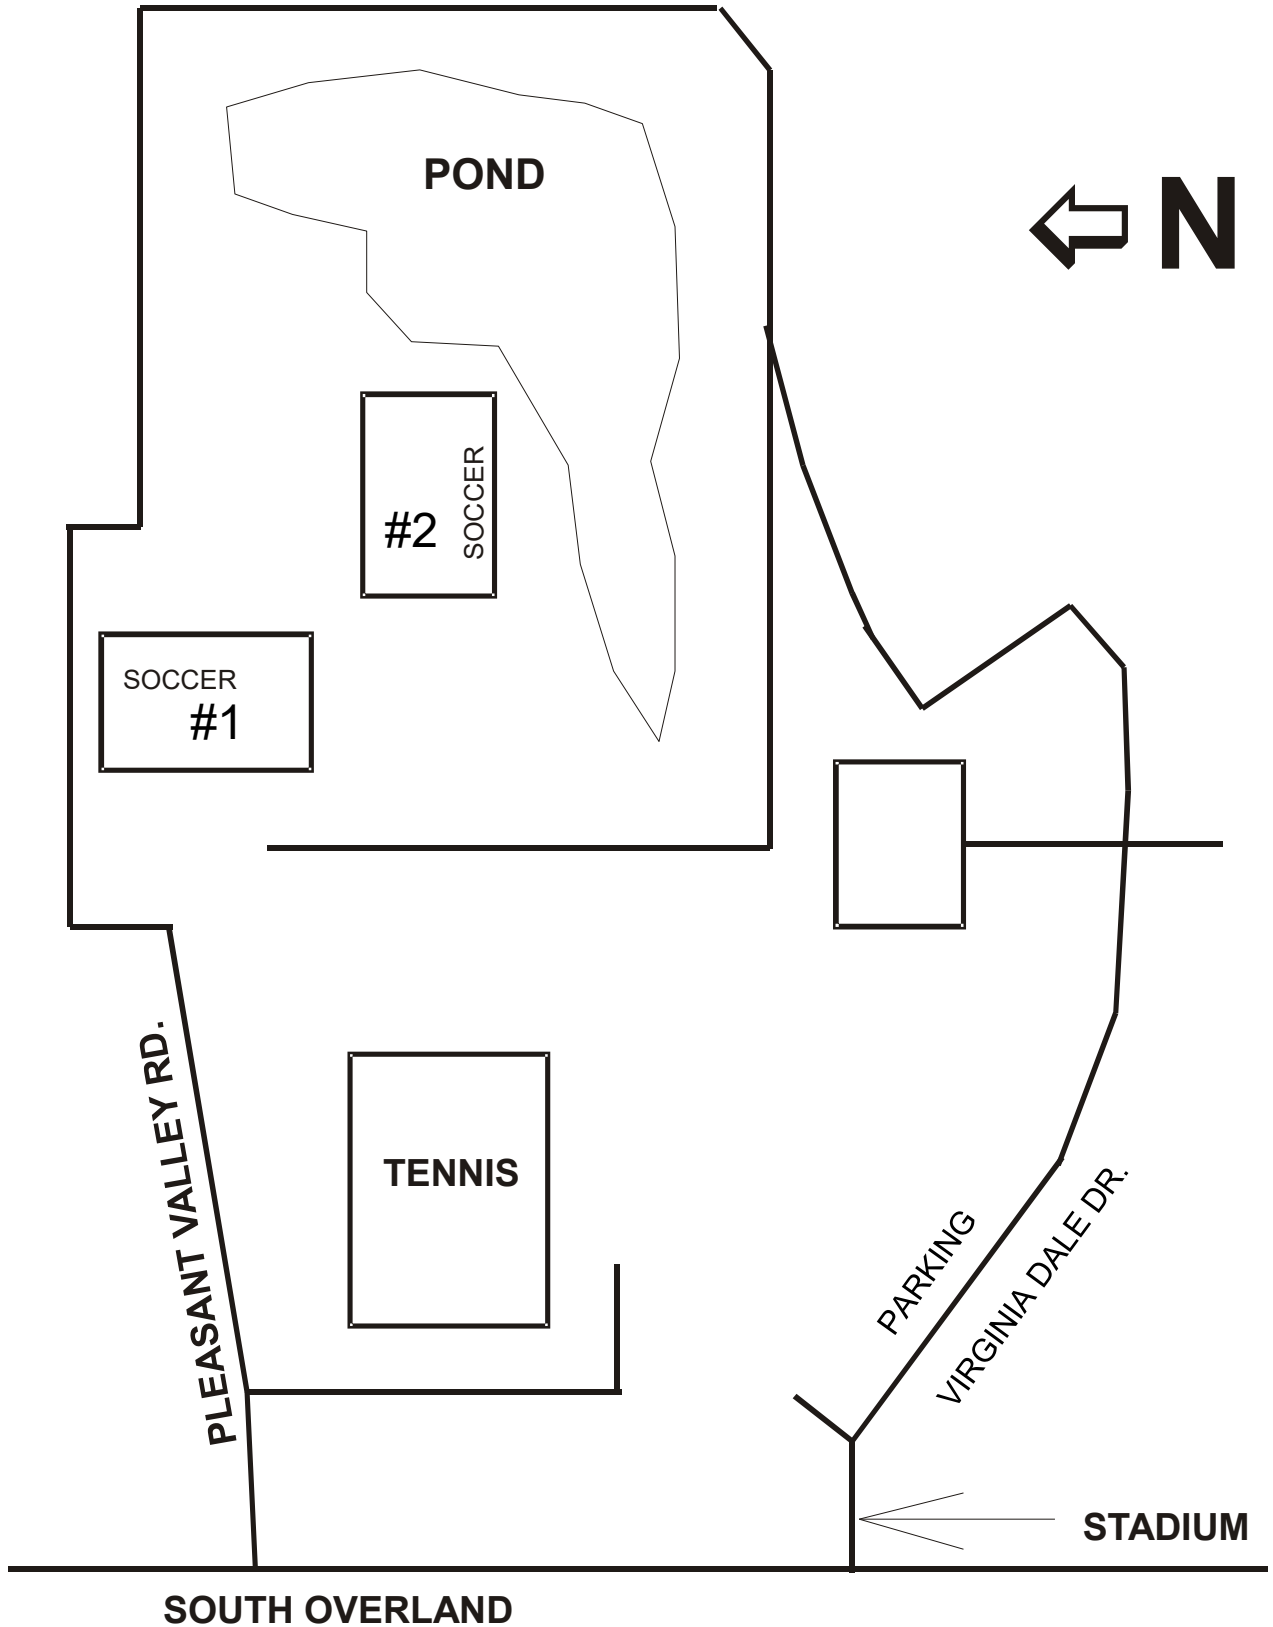 POND
N
SOCCER
#2
SOCCER
#1
PLEASANT VALLEY RD.
TENNIS
PARKING
VIRGINIA DALE DR.
STADIUM
SOUTH OVERLAND